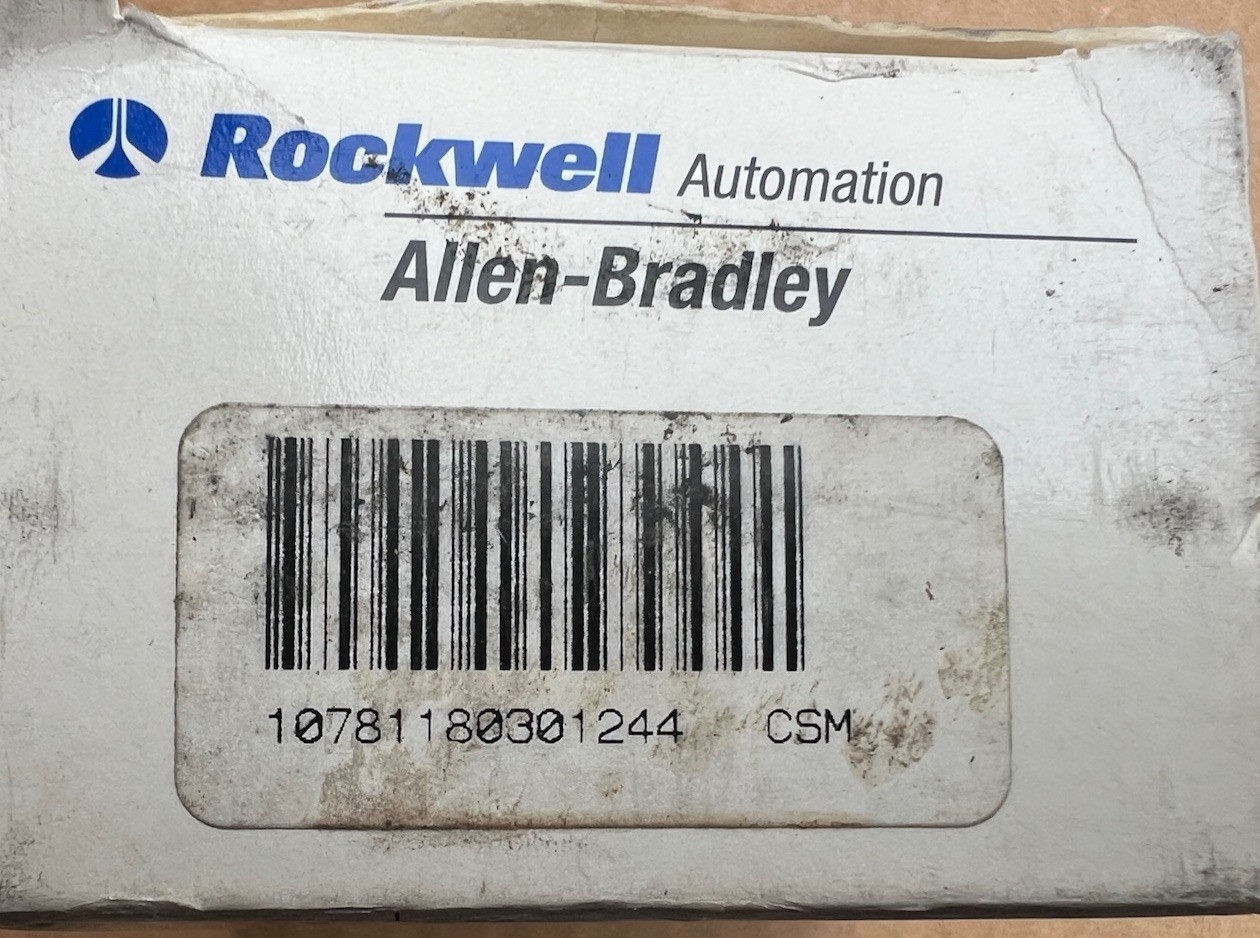 Rockwell Automation
Allen-Bradley
10781180301244 CSM